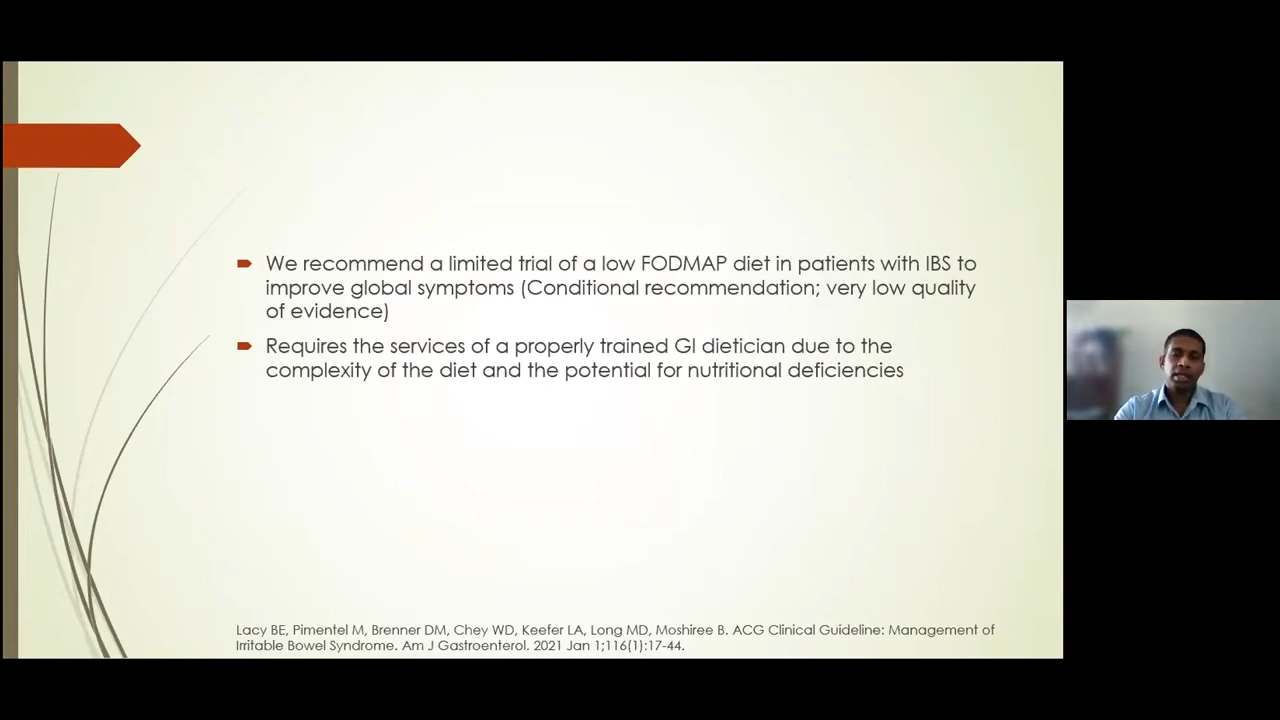 We recommend a limited trial of a low FODMAP diet in patients with IBS to
improve global symptoms (Conditional recommendation; very low quality
of evidence)
Requires the services of a properly trained GI dietician due to the
complexity of the diet and the potential for nutritional deficiencies
Lacy BE, Pimentel M, Brenner DM, Chey WD, Keefer LA, Long MD, Moshiree B. ACG Clinical Guideline: Management of
Irritable Bowel Syndrome. Am J Gastroenterol. 2021 Jan 1;116(1):17-44.